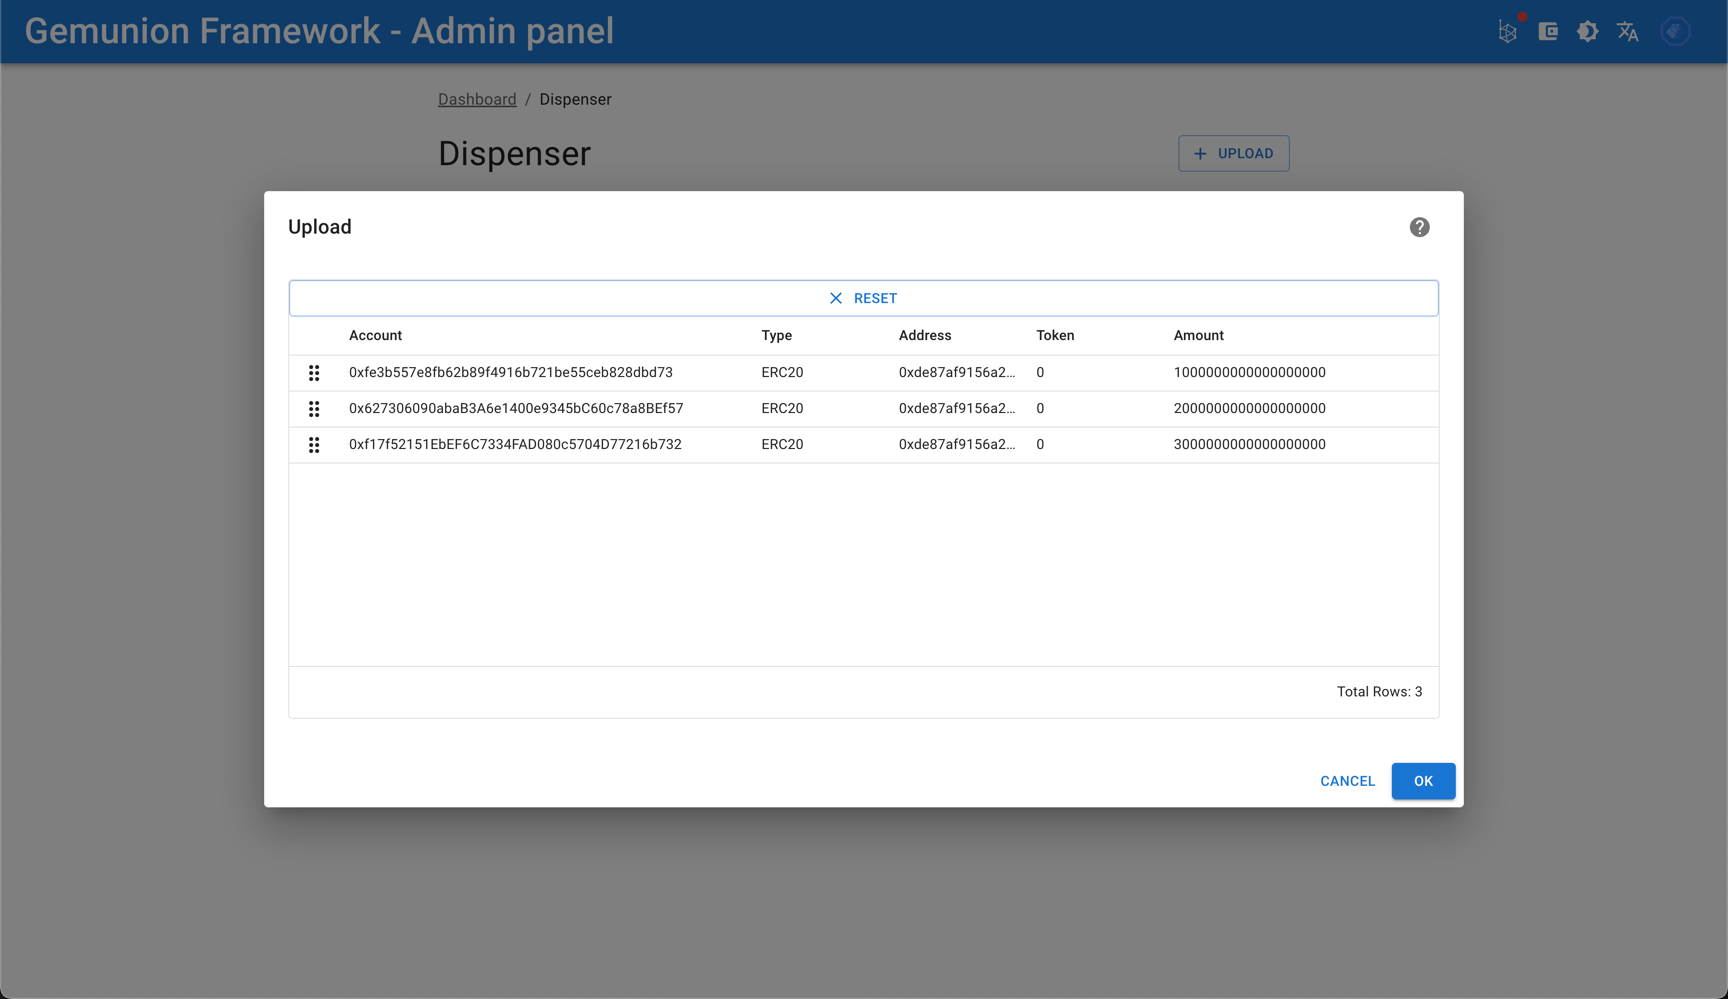 Gemunion Framework - Admin panel
Dashboard / Dispenser
Dispenser
+ UPLOAD
Upload
?
RESET
Account Type Address Token Amount
0xfe3b557e8fb62b89f4916b721be55ceb828dbd73 ERC20 0xde87af9156a2... 0 1000000000000000000
0x627306090abaB3A6e1400e9345bC60c78a8BEf57 ERC20 0xde87af9156a2... 0 2000000000000000000
0xf17f52151EbEF6C7334FAD080c5704D77216b732 ERC20 0xde87af9156a2... 0 3000000000000000000
Total Rows: 3
CANCEL OK